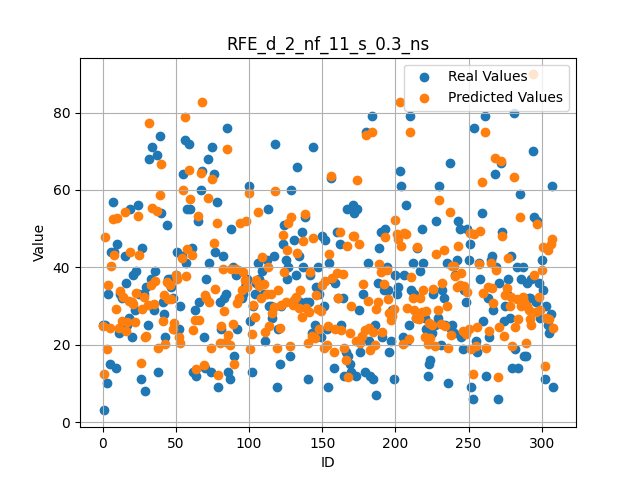 RFE_d_2_nf_11_s_0.3_ns
Real Values
Predicted Values
Value
80
60
40
20
0
0 50 100 150 200 250 300
ID